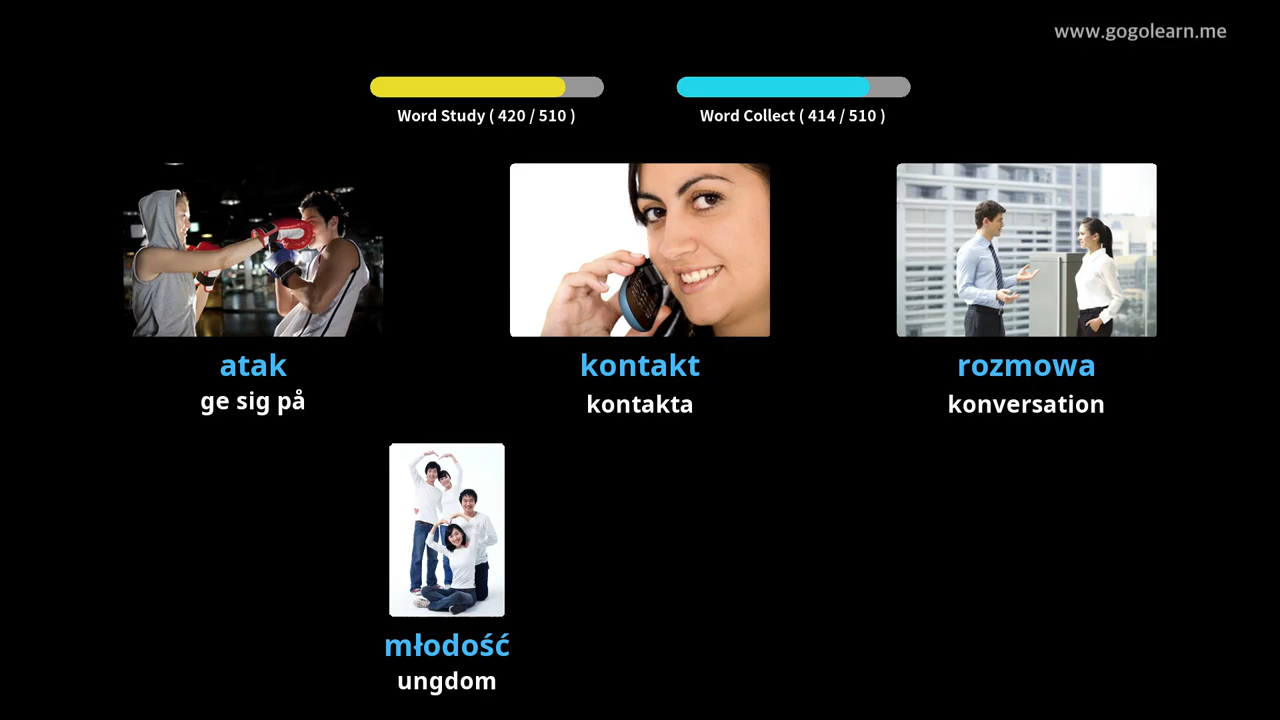 www.gogolearn.me
Word Study ( 420 / 510 )
Word Collect ( 414 / 510 )
atak
ge sig på
kontakt
kontakta
rozmowa
konversation
młodość
ungdom